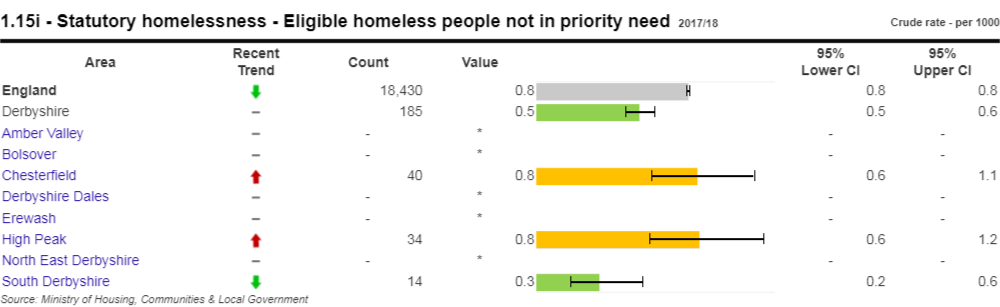 1.15i - Statutory homelessness - Eligible homeless people not in priority need 2017/18 Crude rate - per 1000
Area Recent Trend Count Value 95% Lower CI 95% Upper CI
England 18,430 0.8 0.8 0.8
Derbyshire – 185 0.5 0.5 0.6
Amber Valley – - * - -
Bolsover – - * - -
Chesterfield 40 0.8 0.6 1.1
Derbyshire Dales – - * - -
Erewash – - * - -
High Peak 34 0.8 0.6 1.2
North East Derbyshire – - * - -
South Derbyshire 14 0.3 0.2 0.6
Source: Ministry of Housing, Communities & Local Government